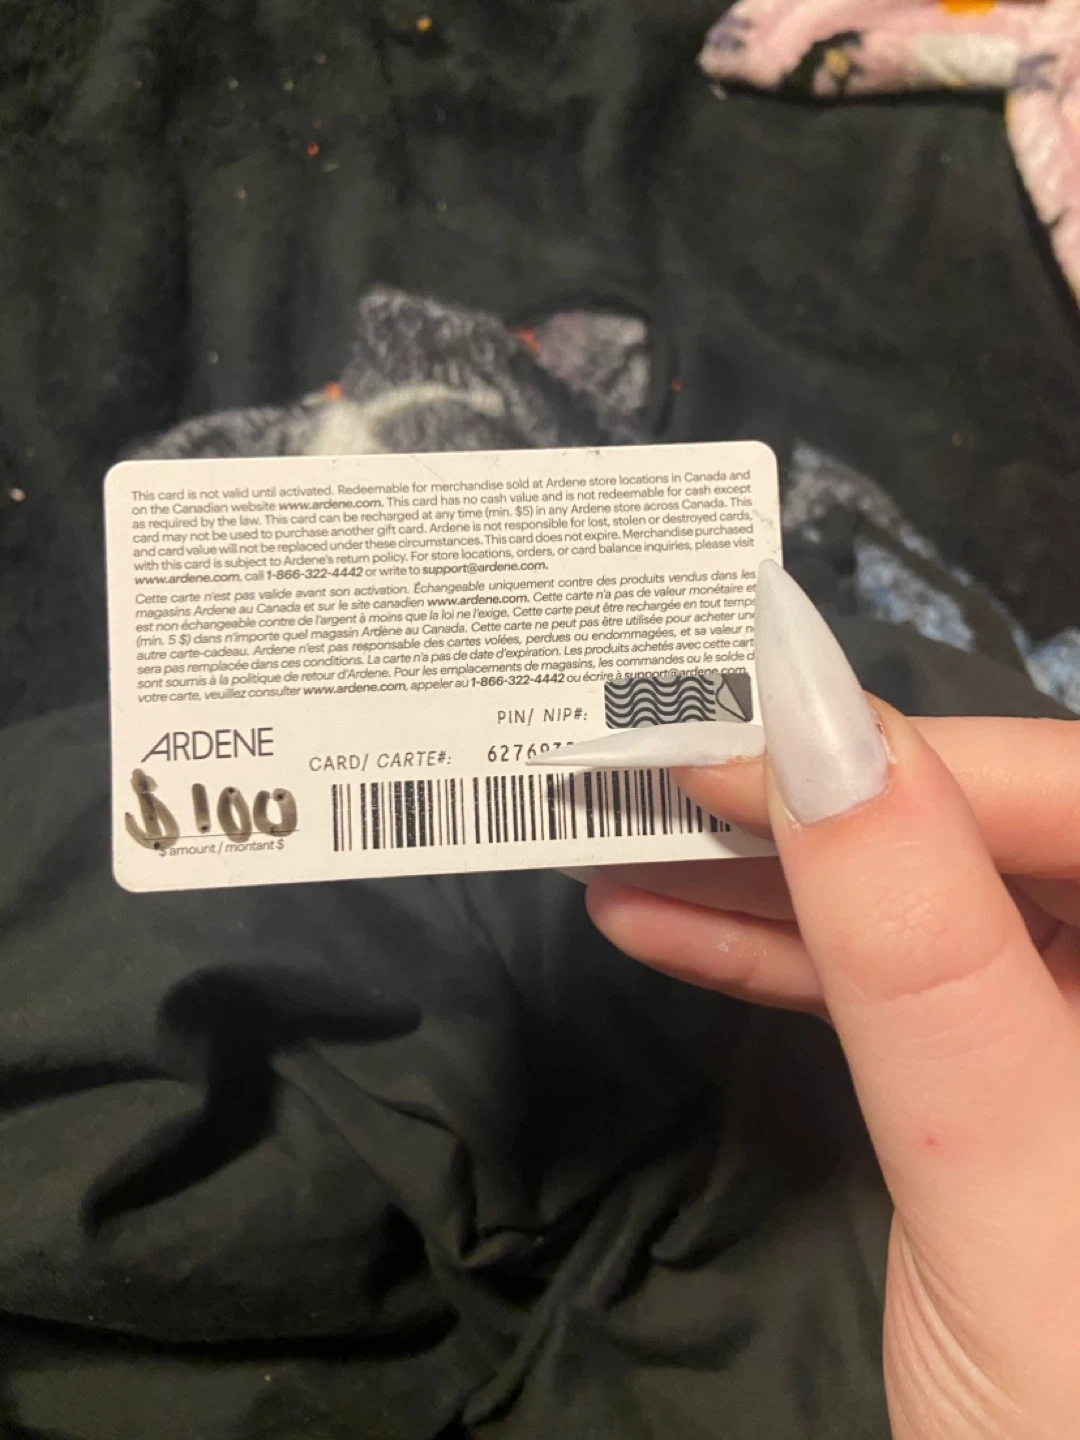 This card is not valid until activated. Redeemable for merchandise sold at Ardene store locations in Canada and
on the Canadian website www.ardene.com. This card has no cash value and is not redeemable for cash except
as required by the law. This card can be recharged at any time (min. $5) in any Ardene store across Canada. This
card may not be used to purchase another gift card. Ardene is not responsible for lost, stolen or destroyed cards,
and card value will not be replaced under these circumstances. This card does not expire. Merchandise purchased
with this card is subject to Ardene's return policy. For store locations, orders, or card balance inquiries, please visit
www.ardene.com, call 1-866-322-4442 or write to support@ardene.com.
Cette carte n'est pas valide avant son activation. Échangeable uniquement contre des produits vendus dans les
magasins Ardene au Canada et sur le site canadien www.ardene.com. Cette carte n'a pas de valeur monétaire et
est non échangeable contre de l'argent à moins que la loi ne l'exige. Cette carte peut être rechargée en tout temps
(min. 5 $) dans n'importe quel magasin Ardène au Canada. Cette carte ne peut pas être utilisée pour acheter
autre carte-cadeau. Ardene n'est pas responsable des cartes volées, perdues ou endommagées, et sa valeur
sera pas remplacée dans ces conditions. La carte n'a pas de date d'expiration. Les produits achetés avec cette
sont soumis à la politique de retour d'Ardene. Pour les emplacements de magasins, les commandes ou le solde
votre carte, veuillez consulter www.ardene.com, appeler au 1-866-322-4442 ou écrire à support@ardene.com
PIN/ NIP#:
ARDENE
CARD/ CARTE#: 6276
$100
$ amount / montant $